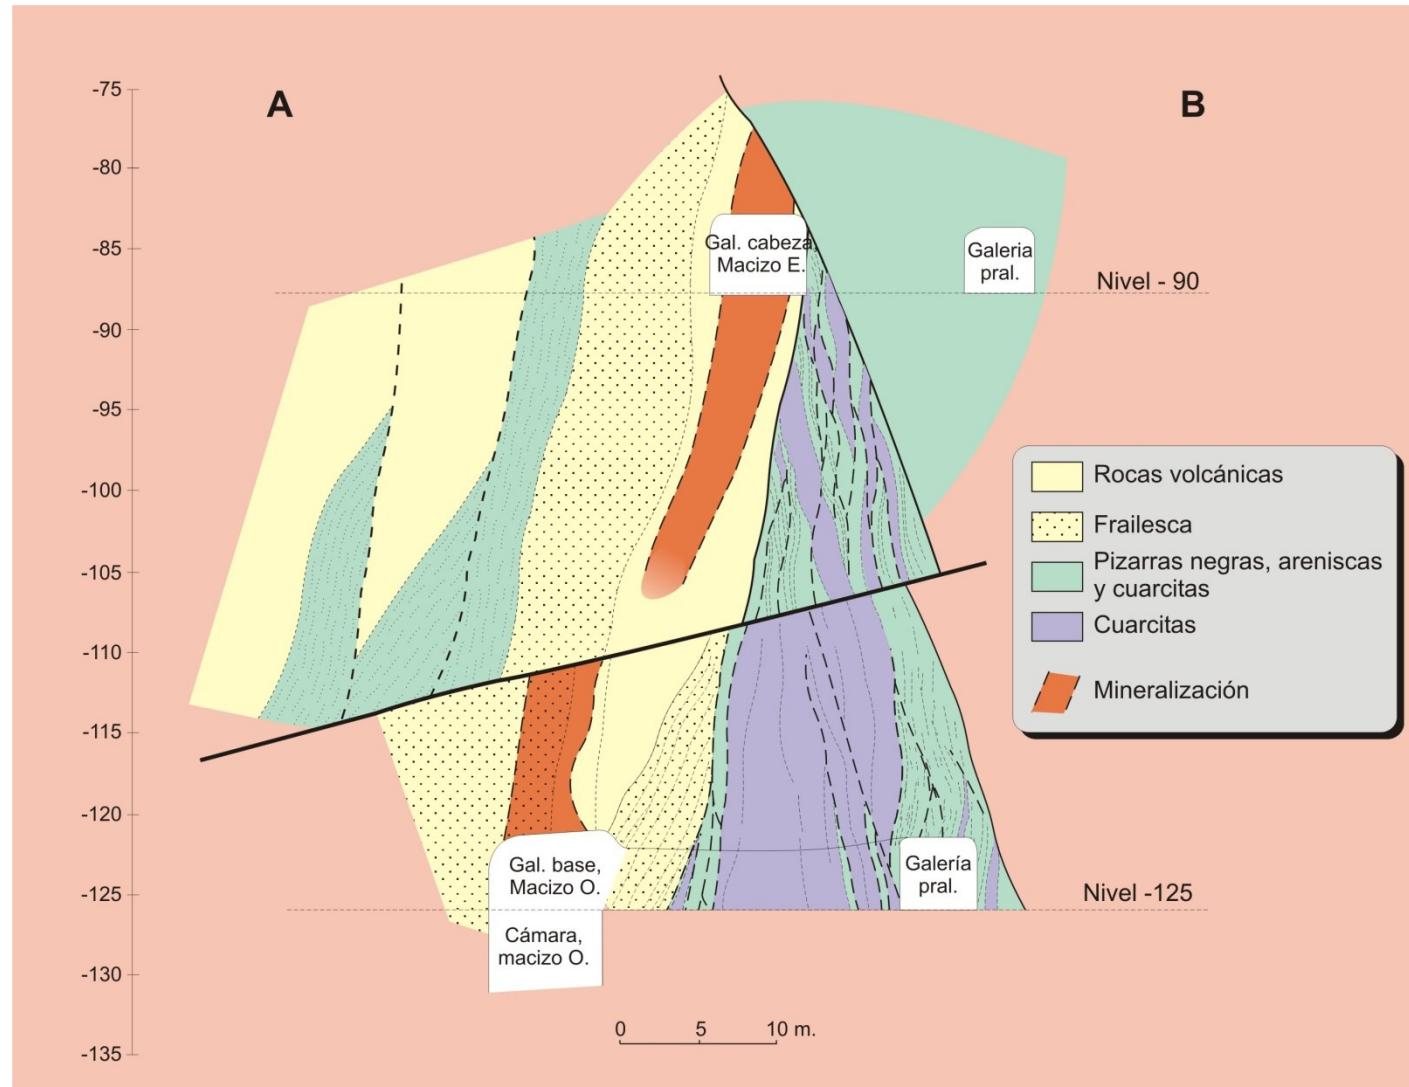 -75
-80
-85
-90
-95
-100
-105
-110
-115
-120
-125
-130
-135
A
B
Gal. cabeza,
Macizo E.
Galeria
pral.
Nivel - 90
Rocas volcánicas
Frailesca
Pizarras negras, areniscas
y cuarcitas
Cuarcitas
Mineralización
Gal. base,
Macizo O.
Galería
pral.
Nivel -125
Cámara,
macizo O.
0 5 10 m.